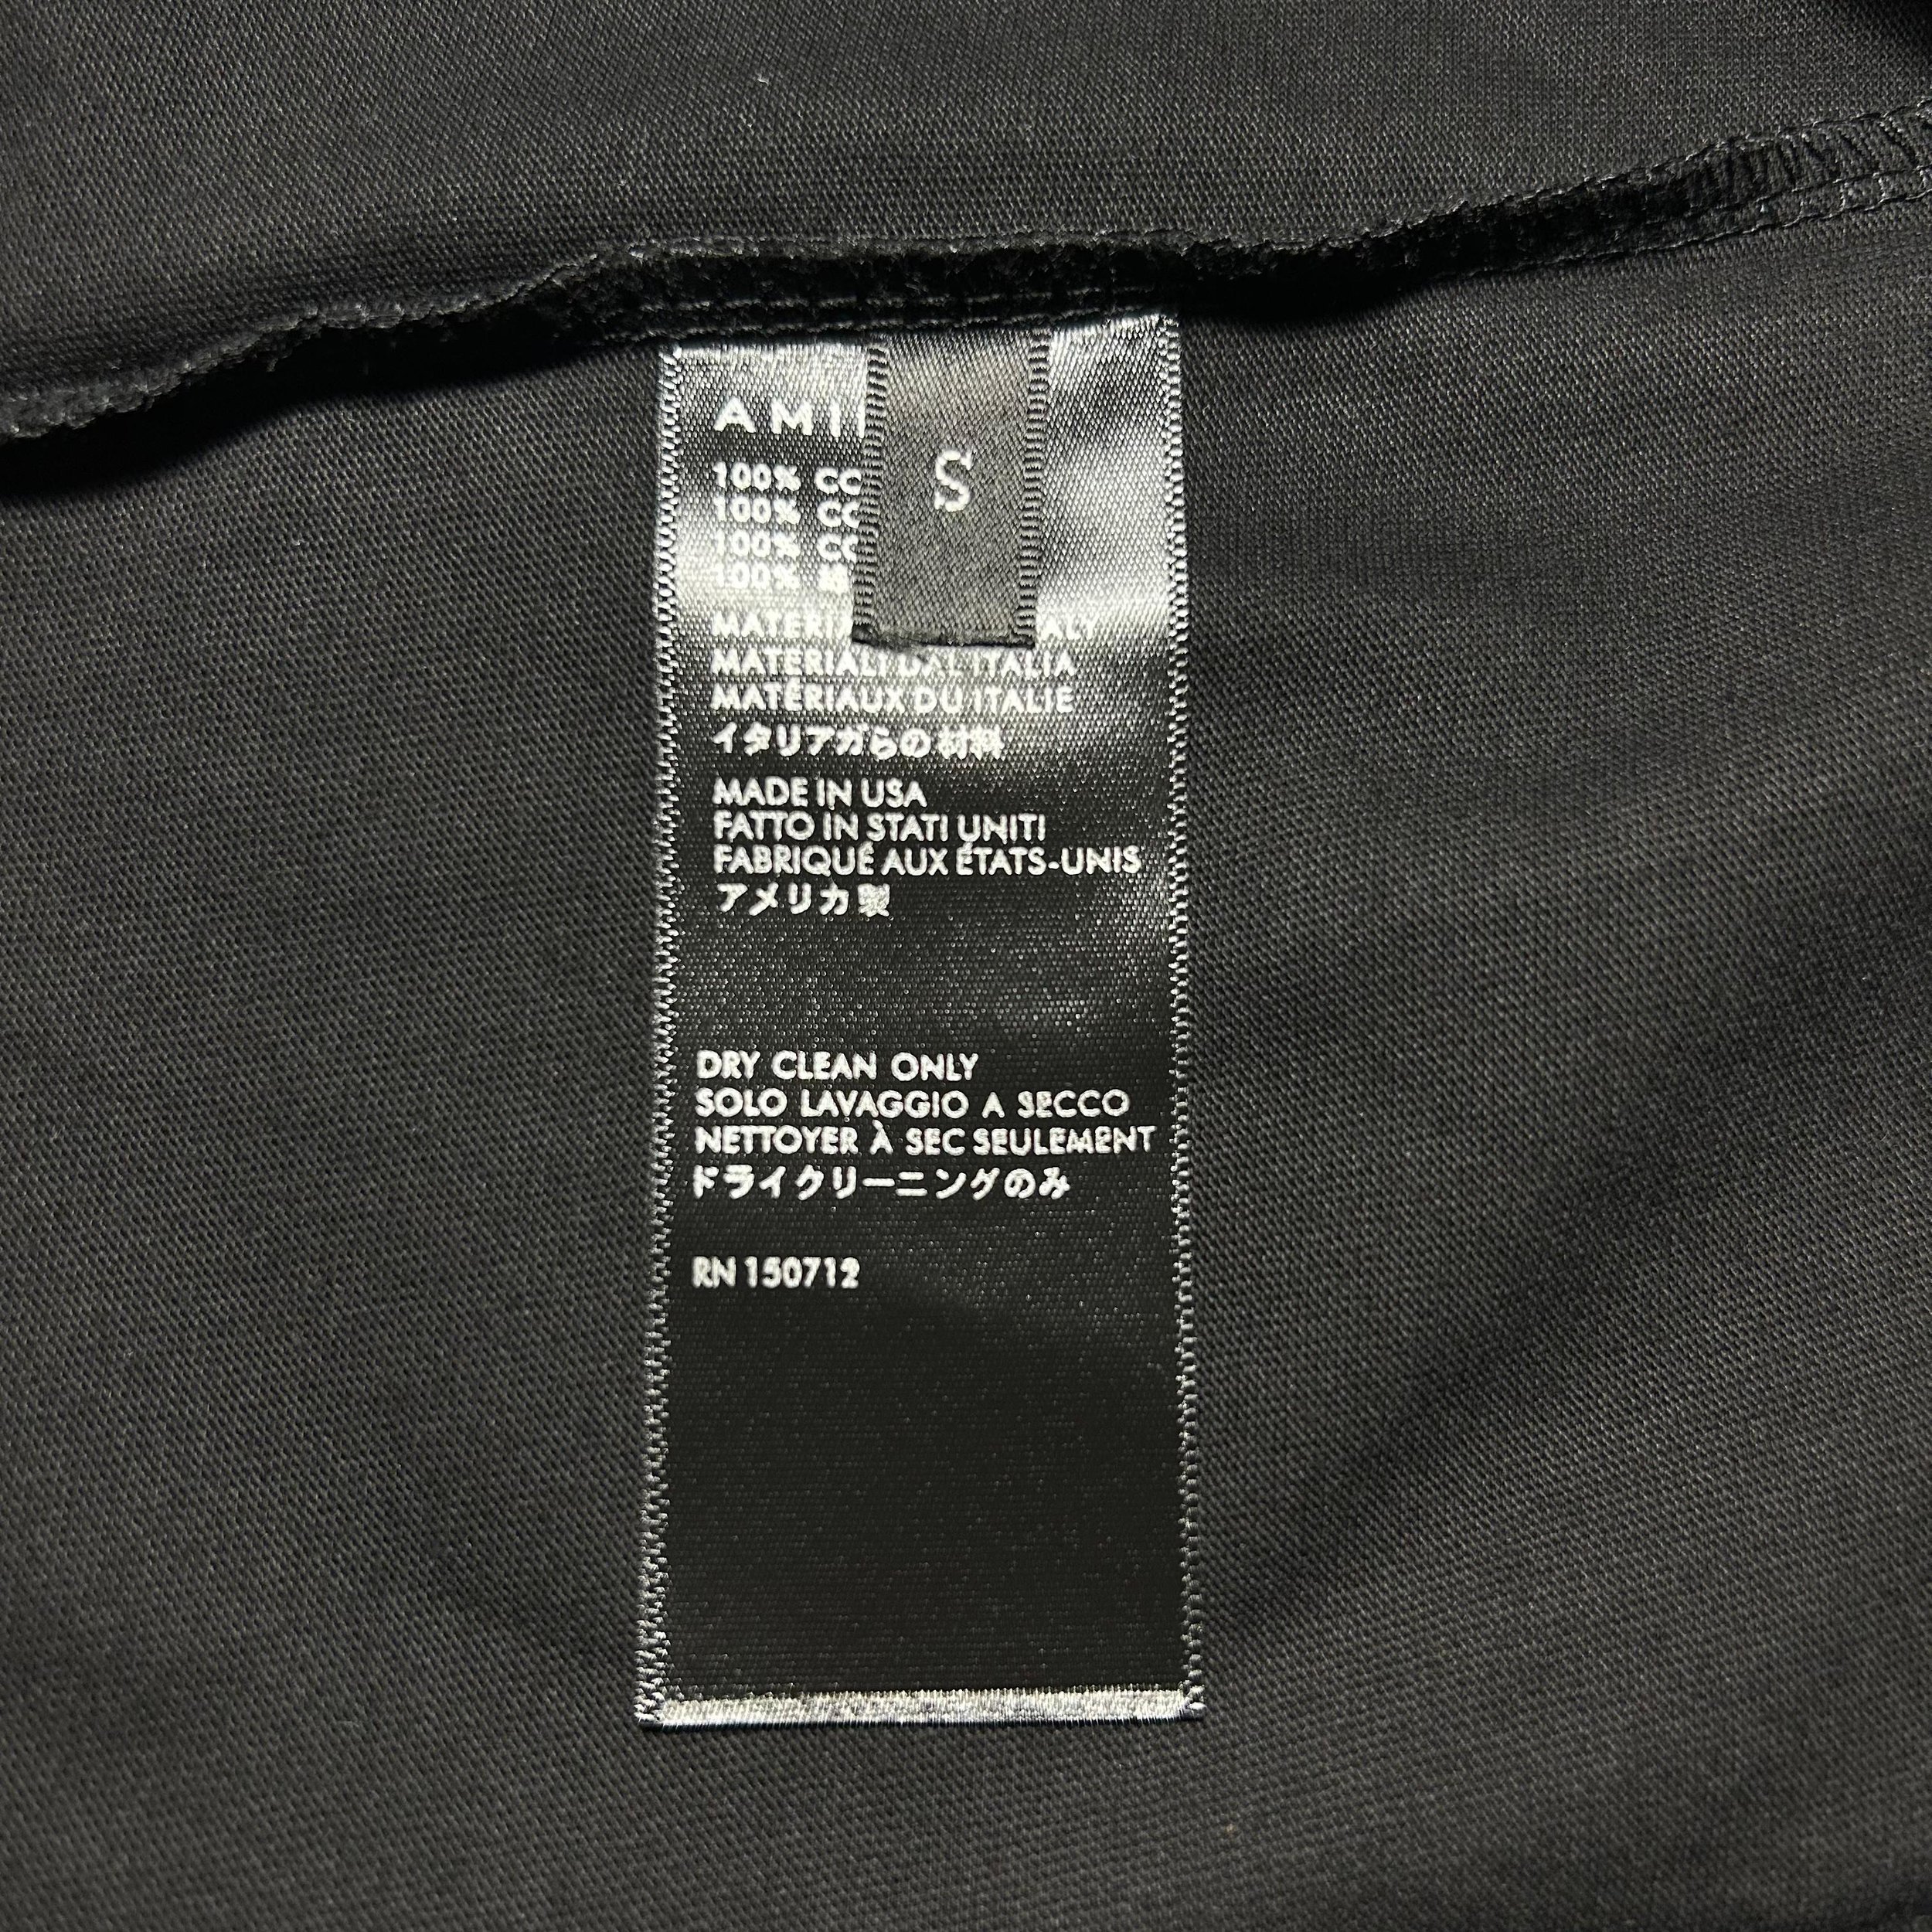 AMI
S
100% CO
100% CO
100% CO
100%
MATERI ALY
MATERIALI DAL ITALIA
MATÉRIAUX DU ITALIE
イタリアからの材料
MADE IN USA
FATTO IN STATI UNITI
FABRIQUÉ AUX ÉTATS-UNIS
アメリカ製
DRY CLEAN ONLY
SOLO LAVAGGIO A SECCO
NETTOYER À SEC SEULEMENT
ドライクリーニングのみ
RN 150712